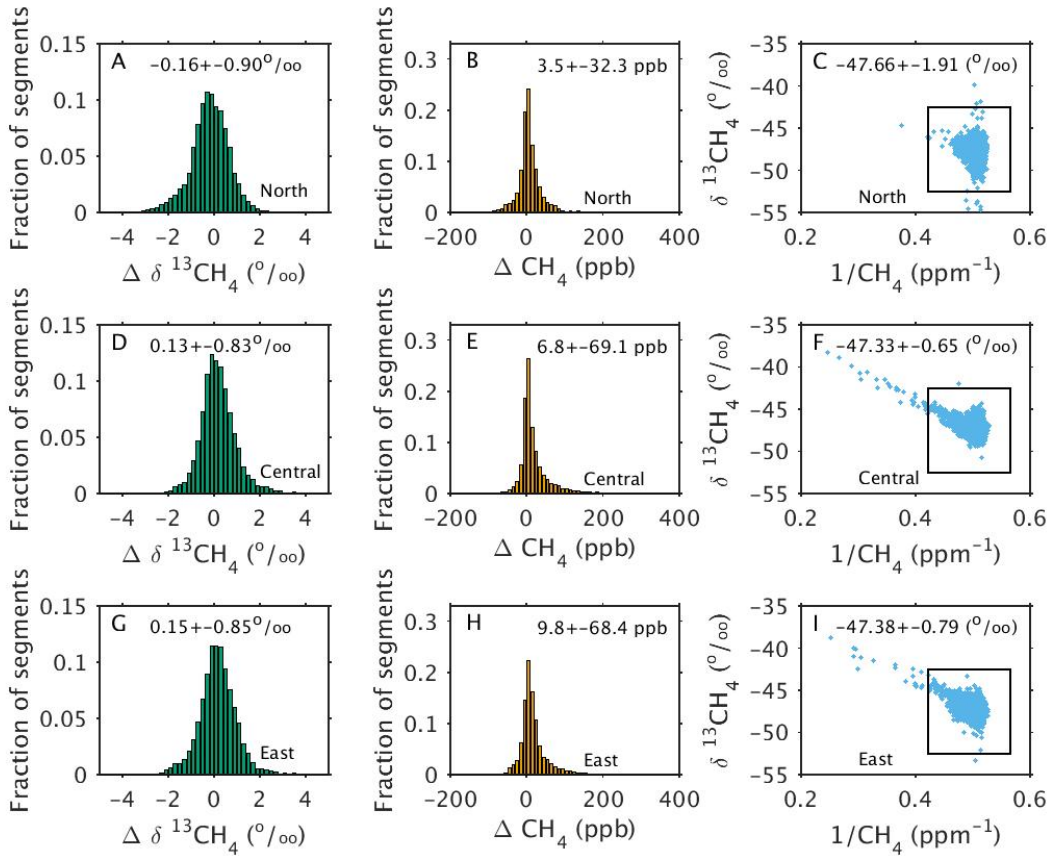 A
−0.16+−0.90°/oo
North
Fraction of segments
0.15
0.1
0.05
0
−4 −2 0 2 4
Δ δ ¹³CH₄ (°/oo)
B
3.5+−32.3 ppb
North
Fraction of segments
0.3
0.2
0.1
0
−200 0 200 400
Δ CH₄ (ppb)
C −47.66+−1.91 (°/oo)
North
δ ¹³CH₄ (°/oo)
−35
−40
−45
−50
−55
0.2 0.4 0.6
1/CH₄ (ppm⁻¹)
D
0.13+−0.83°/oo
Central
Fraction of segments
0.15
0.1
0.05
0
−4 −2 0 2 4
Δ δ ¹³CH₄ (°/oo)
E
6.8+−69.1 ppb
Central
Fraction of segments
0.3
0.2
0.1
0
−200 0 200 400
Δ CH₄ (ppb)
F −47.33+−0.65 (°/oo)
Central
δ ¹³CH₄ (°/oo)
−35
−40
−45
−50
−55
0.2 0.4 0.6
1/CH₄ (ppm⁻¹)
G
0.15+−0.85°/oo
East
Fraction of segments
0.15
0.1
0.05
0
−4 −2 0 2 4
Δ δ ¹³CH₄ (°/oo)
H
9.8+−68.4 ppb
East
Fraction of segments
0.3
0.2
0.1
0
−200 0 200 400
Δ CH₄ (ppb)
I −47.38+−0.79 (°/oo)
East
δ ¹³CH₄ (°/oo)
−35
−40
−45
−50
−55
0.2 0.4 0.6
1/CH₄ (ppm⁻¹)